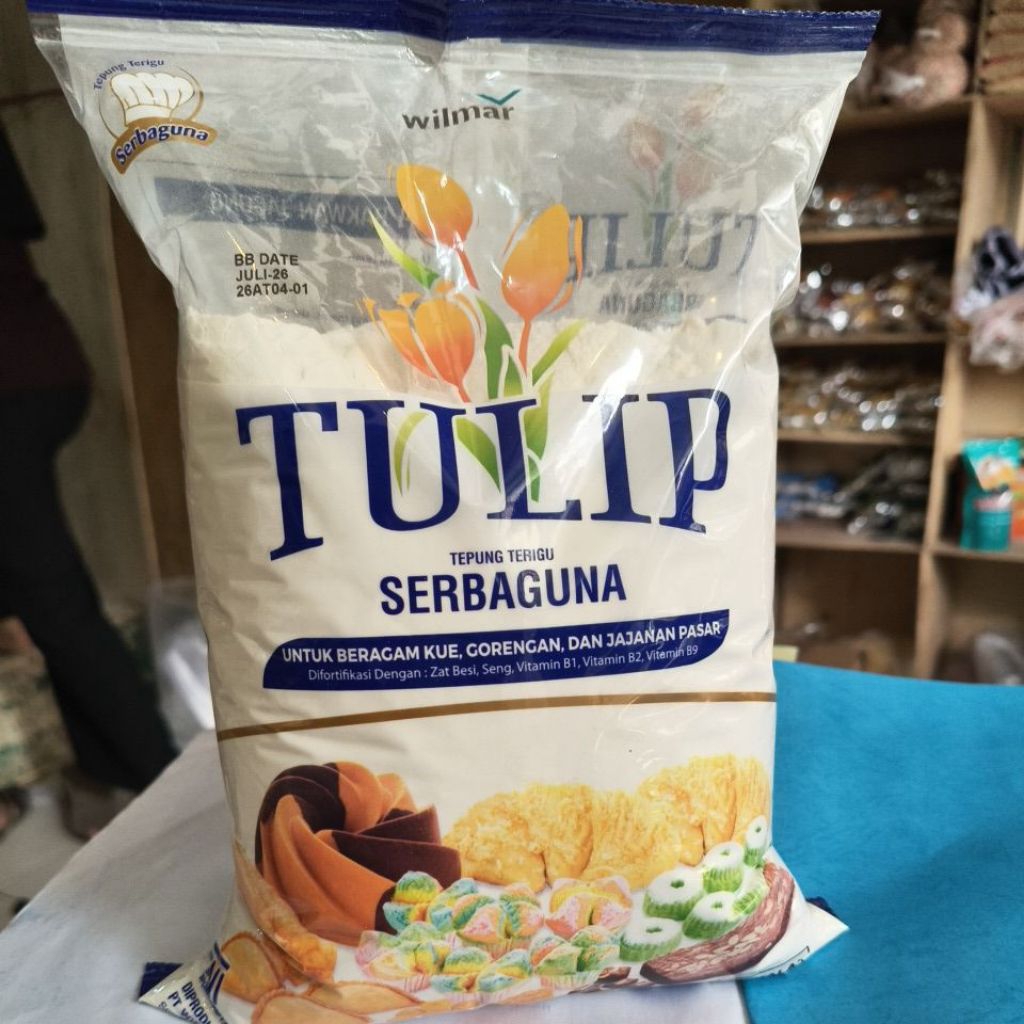 Tepung Terigu
Serbaguna
wilmar
BB DATE
JULI-26
26AT04-01
TULIP
TEPUNG TERIGU
SERBAGUNA
UNTUK BERAGAM KUE, GORENGAN, DAN JAJANAN PASAR
Difortifikasi Dengan : Zat Besi, Seng, Vitamin B1, Vitamin B2, Vitamin B9